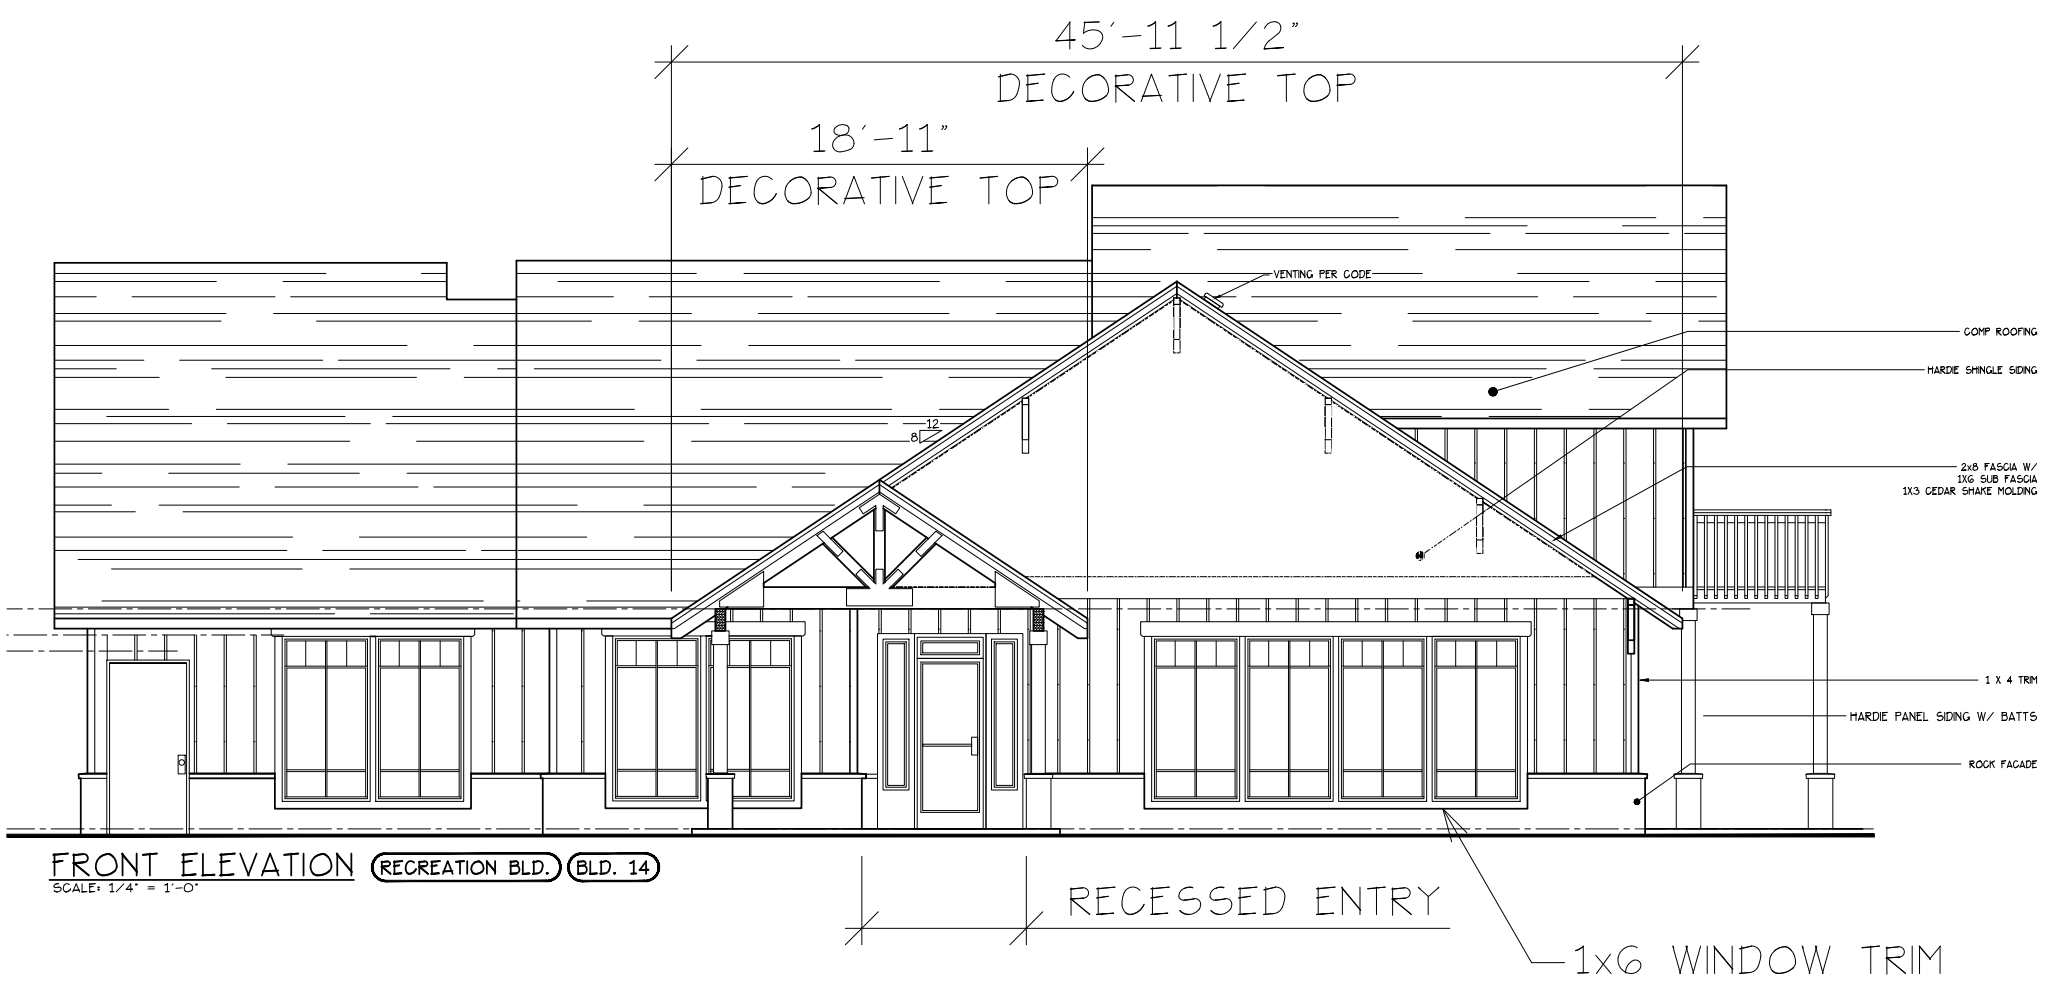 45'-11 1/2"
DECORATIVE TOP
18'-11"
DECORATIVE TOP
VENTING PER CODE
COMP ROOFING
HARDIE SHINGLE SIDING
12
8
2x8 FASCIA W/
1X6 SUB FASCIA
1X3 CEDAR SHAKE MOLDING
1 X 4 TRIM
HARDIE PANEL SIDING W/ BATTS
ROCK FACADE
FRONT ELEVATION
RECREATION BLD.
BLD. 14
SCALE: 1/4" = 1'-0"
RECESSED ENTRY
1x6 WINDOW TRIM